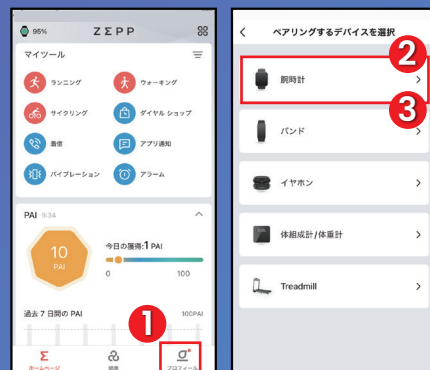 95%
ZEPP
マイツール
ランニング
ウォーキング
サイクリング
ダイヤル ショップ
着信
アプリ通知
バイブレーション
アラーム
PAI 9:34
10
PAI
今日の獲得:1 PAI
0
100
過去 7 日間の PAI
100PAI
1
ホームページ
健康
プロフィール
ペアリングするデバイスを選択
2
腕時計
3
バンド
イヤホン
体組成計/体重計
Treadmill